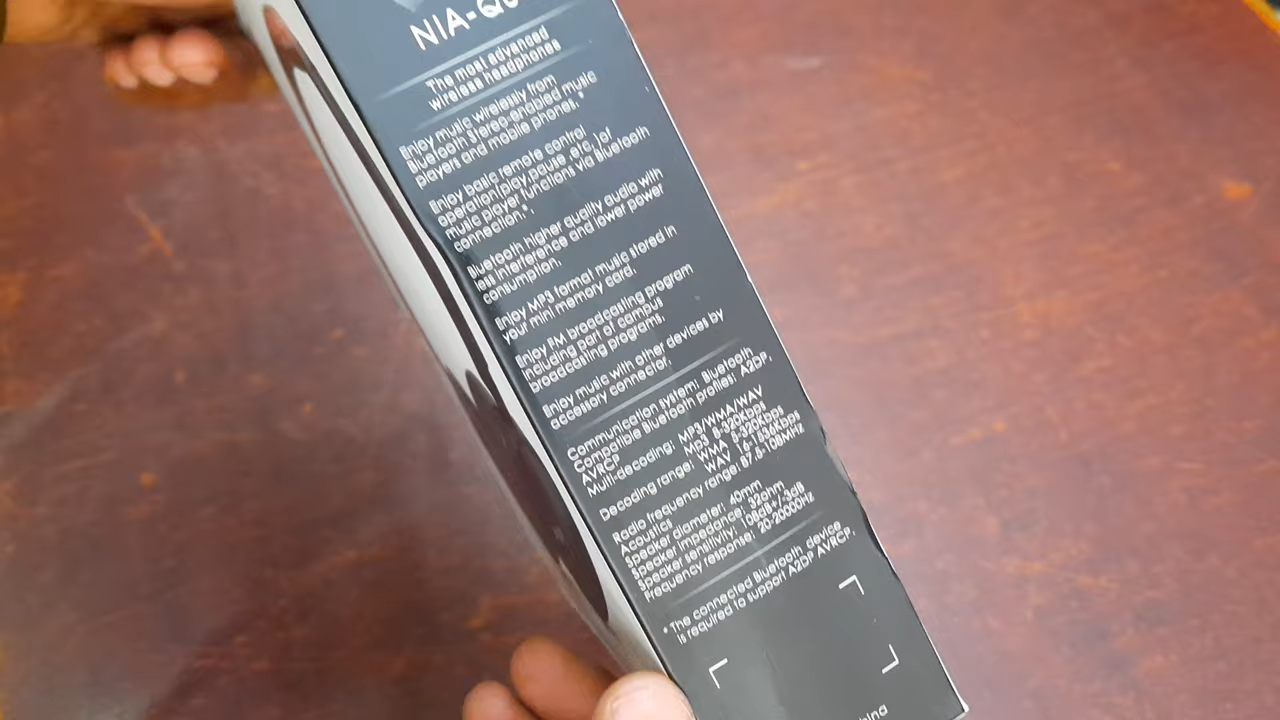 NIA-Q
The most advanced
wireless headphones
Enjoy music wirelessly from
Bluetooth Stereo-enabled music
players and mobile phones.*
Enjoy basic remote control
operation(play,pause ,etc.)of
music player functions via Bluetooth
connection.*.
Bluetooth higher quality audio with
less interference and lower power
consumption.
Enjoy MP3 format music stored in
your mini memory card.
Enjoy FM broadcasting program
including part of campus
broadcasting programs.
Enjoy music with other devices by
accessory connector.
Communication system: Bluetooth
Compatible Bluetooth profiles: A2DP,
AVRCP
Multi-decoding: MP3/WMA/WAV
Decoding range: MP3 8-320Kbps
WMA 5-320Kbps
WAV 16-1536Kbps
Radio frequency range: 87.5-108MHz
Acoustics
Speaker diameter: 40mm
Speaker impedance: 32ohm
Speaker sensitivity: 108dB+/-3dB
Frequency response: 20-20000Hz
* The connected Bluetooth device
is required to support A2DP AVRCP.